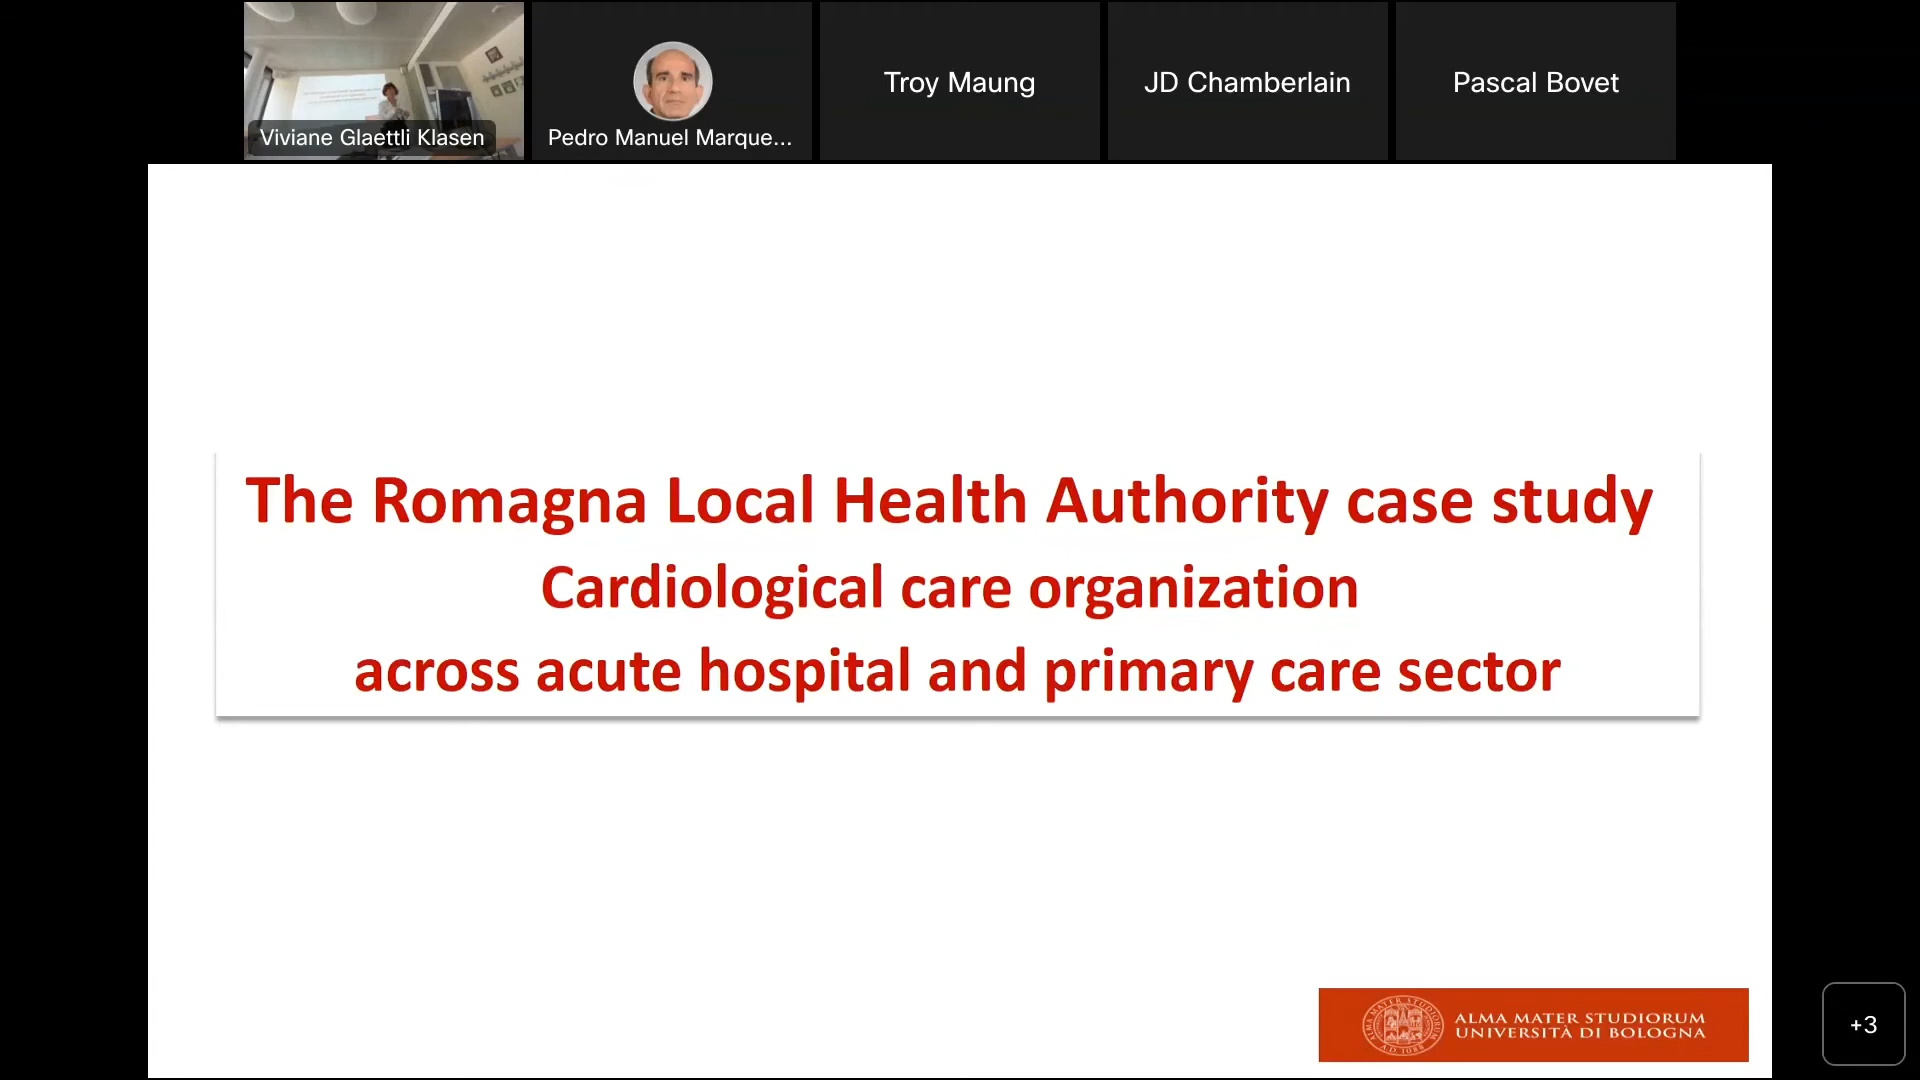 Viviane Glaettli Klasen
Pedro Manuel Marque...
Troy Maung
JD Chamberlain
Pascal Bovet
The Romagna Local Health Authority case study
Cardiological care organization
across acute hospital and primary care sector
ALMA MATER STUDIORUM
UNIVERSITÀ DI BOLOGNA
+3